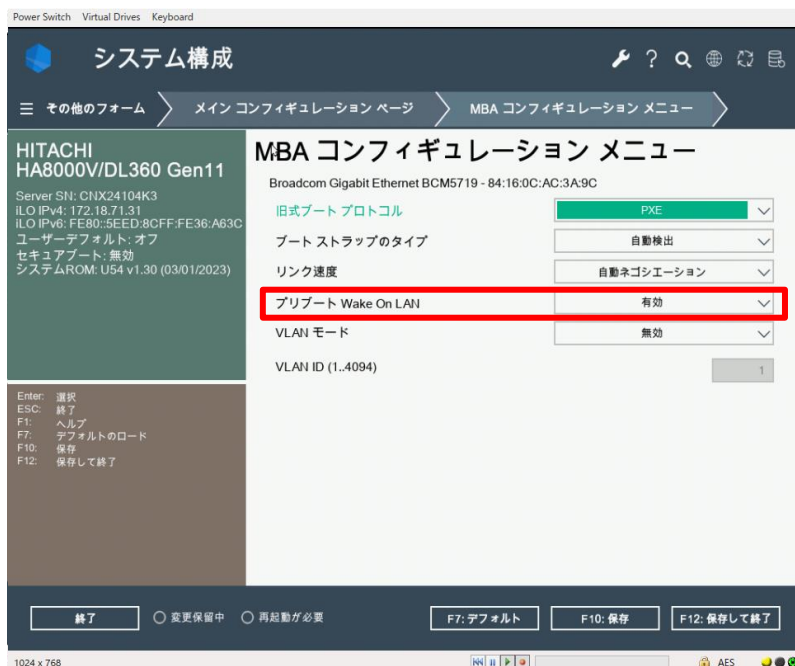 Power Switch Virtual Drives Keyboard
システム構成
?
その他のフォーム メイン コンフィギュレーション ページ MBA コンフィギュレーション メニュー
HITACHI
HA8000V/DL360 Gen11
Server SN: CNX24104K3
iLO IPv4: 172.18.71.31
iLO IPv6: FE80::5EED:8CFF:FE36:A63C
ユーザーデフォルト: オフ
セキュアブート: 無効
システムROM: U54 v1.30 (03/01/2023)
Enter: 選択
ESC: 終了
F1: ヘルプ
F7: デフォルトのロード
F10: 保存
F12: 保存して終了
MBA コンフィギュレーション メニュー
Broadcom Gigabit Ethernet BCM5719 - 84:16:0C:AC:3A:9C
旧式ブート プロトコル PXE
ブート ストラップのタイプ 自動検出
リンク速度 自動ネゴシエーション
プリブート Wake On LAN 有効
VLAN モード 無効
VLAN ID (1..4094) 1
終了 変更保留中 再起動が必要 F7: デフォルト F10: 保存 F12: 保存して終了
1024 x 768 AES